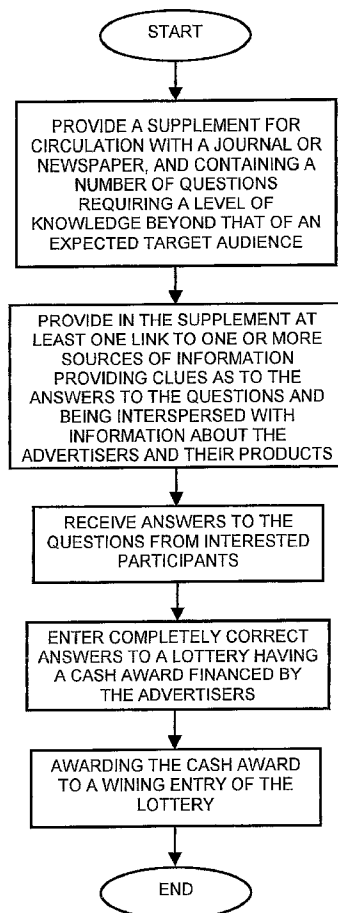 START
PROVIDE A SUPPLEMENT FOR
CIRCULATION WITH A JOURNAL OR
NEWSPAPER, AND CONTAINING A
NUMBER OF QUESTIONS
REQUIRING A LEVEL OF
KNOWLEDGE BEYOND THAT OF AN
EXPECTED TARGET AUDIENCE
PROVIDE IN THE SUPPLEMENT AT
LEAST ONE LINK TO ONE OR MORE
SOURCES OF INFORMATION
PROVIDING CLUES AS TO THE
ANSWERS TO THE QUESTIONS AND
BEING INTERSPERSED WITH
INFORMATION ABOUT THE
ADVERTISERS AND THEIR PRODUCTS
RECEIVE ANSWERS TO THE
QUESTIONS FROM INTERESTED
PARTICIPANTS
ENTER COMPLETELY CORRECT
ANSWERS TO A LOTTERY HAVING
A CASH AWARD FINANCED BY
THE ADVERTISERS
AWARDING THE CASH AWARD
TO A WINING ENTRY OF THE
LOTTERY
END